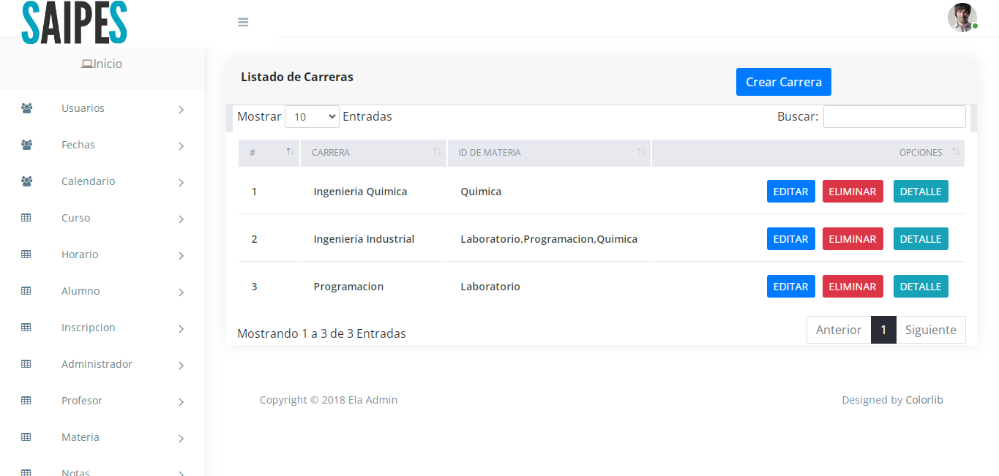 SAIPES
Inicio
Usuarios
Fechas
Calendario
Curso
Horario
Alumno
Inscripcion
Administrador
Profesor
Materia
Notas
Listado de Carreras
Crear Carrera
Mostrar 10 Entradas
Buscar:
# CARRERA ID DE MATERIA OPCIONES
1 Ingenieria Quimica Quimica EDITAR ELIMINAR DETALLE
2 Ingeniería Industrial Laboratorio,Programacion,Quimica EDITAR ELIMINAR DETALLE
3 Programacion Laboratorio EDITAR ELIMINAR DETALLE
Mostrando 1 a 3 de 3 Entradas
Anterior 1 Siguiente
Copyright © 2018 Ela Admin
Designed by Colorlib